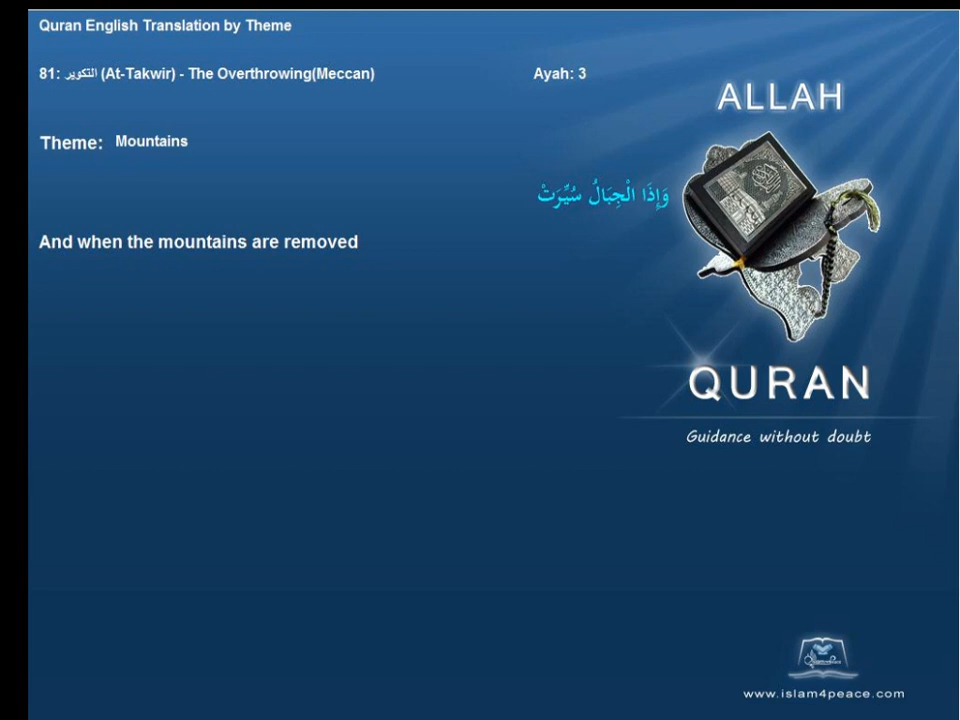 Quran English Translation by Theme
81: التكوير (At-Takwir) - The Overthrowing(Meccan) Ayah: 3
ALLAH
Theme: Mountains
وَإِذَا الْجِبَالُ سُيِّرَتْ
And when the mountains are removed
QURAN
Guidance without doubt
www.islam4peace.com